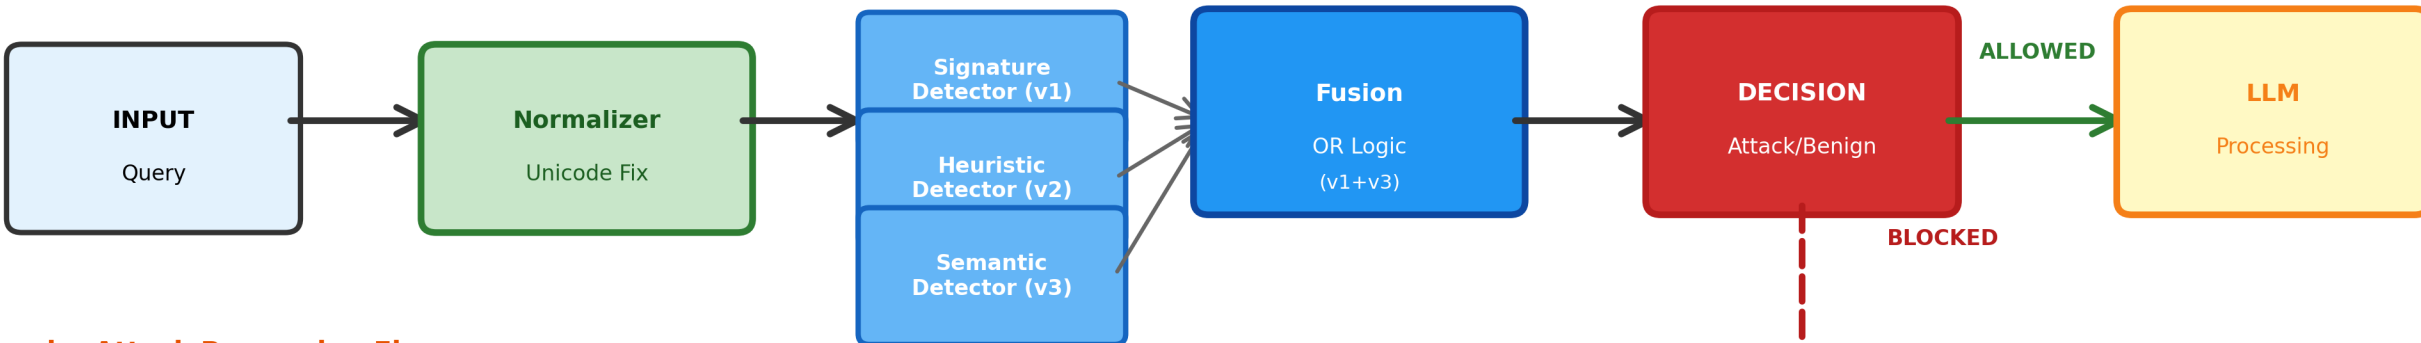 INPUT
Query
Normalizer
Unicode Fix
Signature
Detector (v1)
Heuristic
Detector (v2)
Semantic
Detector (v3)
Fusion
OR Logic
(v1+v3)
DECISION
Attack/Benign
ALLOWED
BLOCKED
LLM
Processing